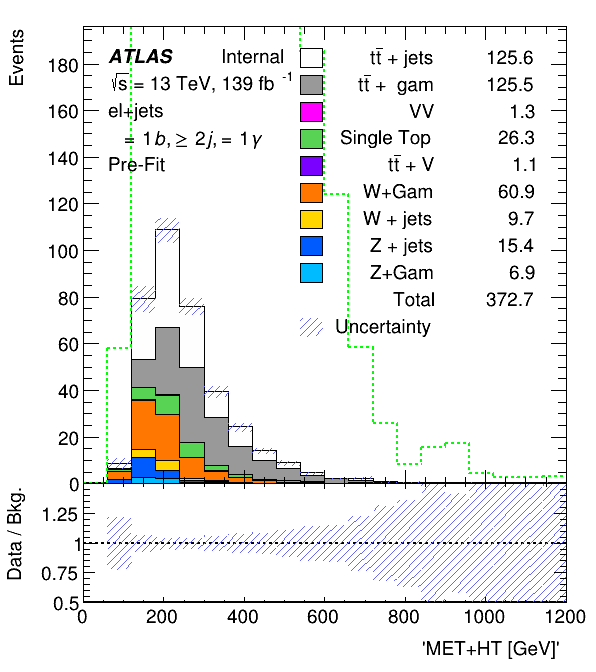 Events
ATLAS Internal
√s = 13 TeV, 139 fb⁻¹
el+jets
= 1b, ≥ 2j, = 1γ
Pre-Fit
tt̄ + jets 125.6
tt̄ + gam 125.5
VV 1.3
Single Top 26.3
tt̄ + V 1.1
W+Gam 60.9
W + jets 9.7
Z + jets 15.4
Z+Gam 6.9
Total 372.7
Uncertainty
180
160
140
120
100
80
60
40
20
0
Data / Bkg.
1.25
1
0.75
0.5
0 200 400 600 800 1000 1200
'MET+HT [GeV]'